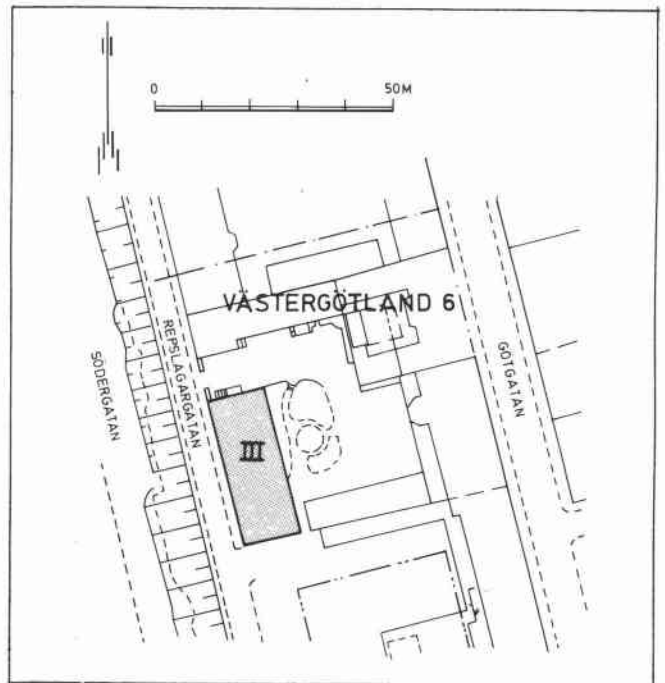 0 50M
VÄSTERGÖTLAND 6
REPSLAGARGATAN
SÖDERGATAN
GÖTGATAN
III